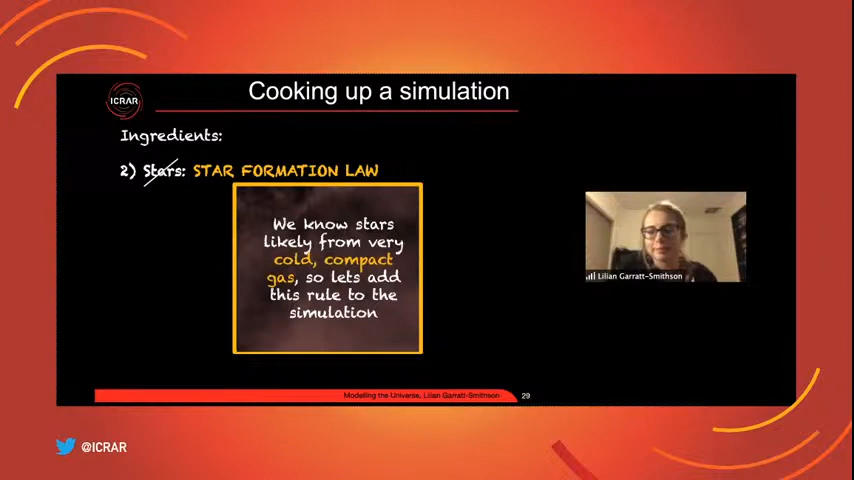 ICRAR
Cooking up a simulation
Ingredients:
2) Stars: STAR FORMATION LAW
We know stars
likely from very
cold, compact
gas, so lets add
this rule to the
simulation
Lilian Garratt-Smithson
Modelling the Universe, Lilian Garratt-Smithson
29
@ICRAR